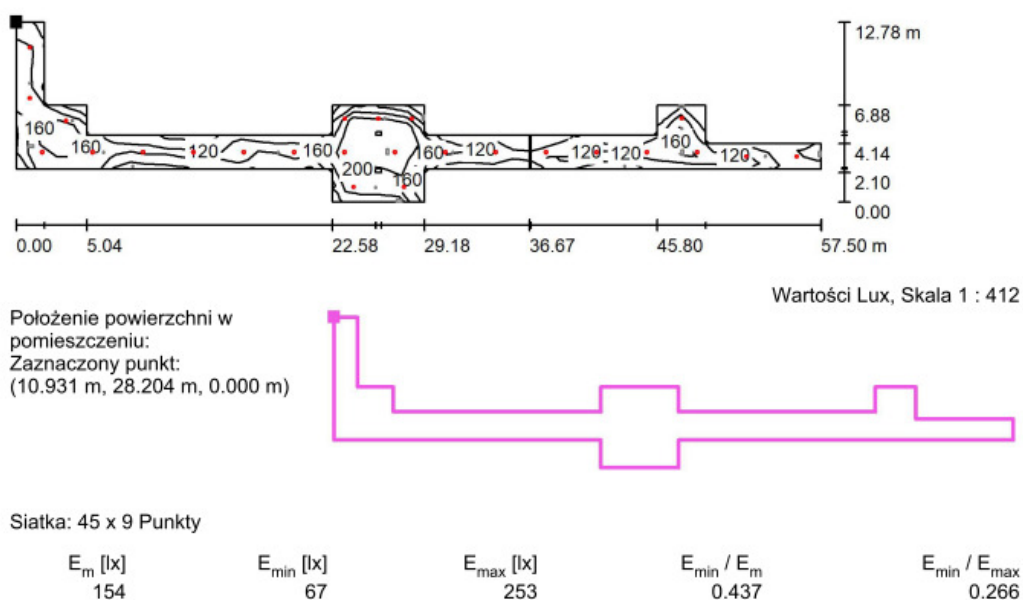 12.78 m
6.88
160
160
120
160
160
120
120
120
160
120
4.14
200
160
2.10
0.00
0.00 5.04 22.58 29.18 36.67 45.80 57.50 m
Wartości Lux, Skala 1 : 412
Położenie powierzchni w
pomieszczeniu:
Zaznaczony punkt:
(10.931 m, 28.204 m, 0.000 m)
Siatka: 45 x 9 Punkty
Em [lx] Emin [lx] Emax [lx] Emin / Em Emin / Emax
154 67 253 0.437 0.266